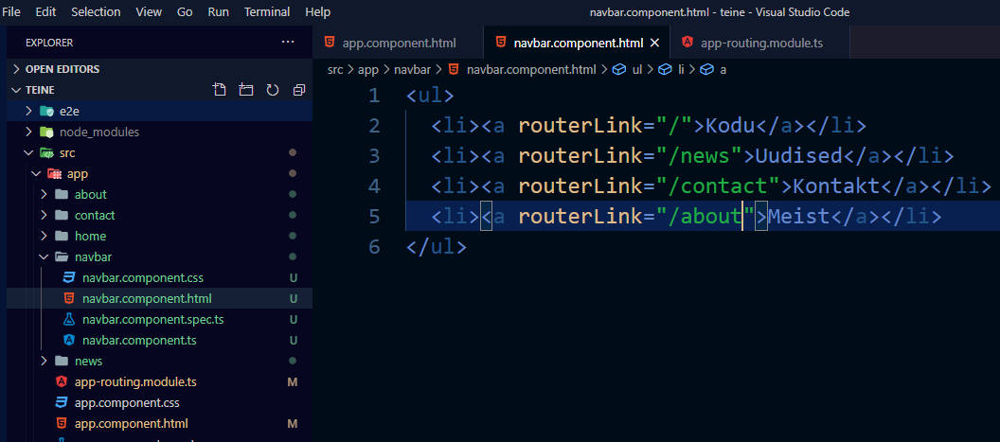 File Edit Selection View Go Run Terminal Help navbar.component.html - teine - Visual Studio Code
EXPLORER ...
app.component.html navbar.component.html app-routing.module.ts
OPEN EDITORS
src > app > navbar > navbar.component.html > ul > li > a
TEINE
e2e
node_modules
src
app
about
contact
home
navbar
navbar.component.css U
navbar.component.html U
navbar.component.spec.ts U
navbar.component.ts U
news
app-routing.module.ts M
app.component.css
app.component.html M
1 <ul>
2 <li><a routerLink="/">Kodu</a></li>
3 <li><a routerLink="/news">Uudised</a></li>
4 <li><a routerLink="/contact">Kontakt</a></li>
5 <li><a routerLink="/about">Meist</a></li>
6 </ul>